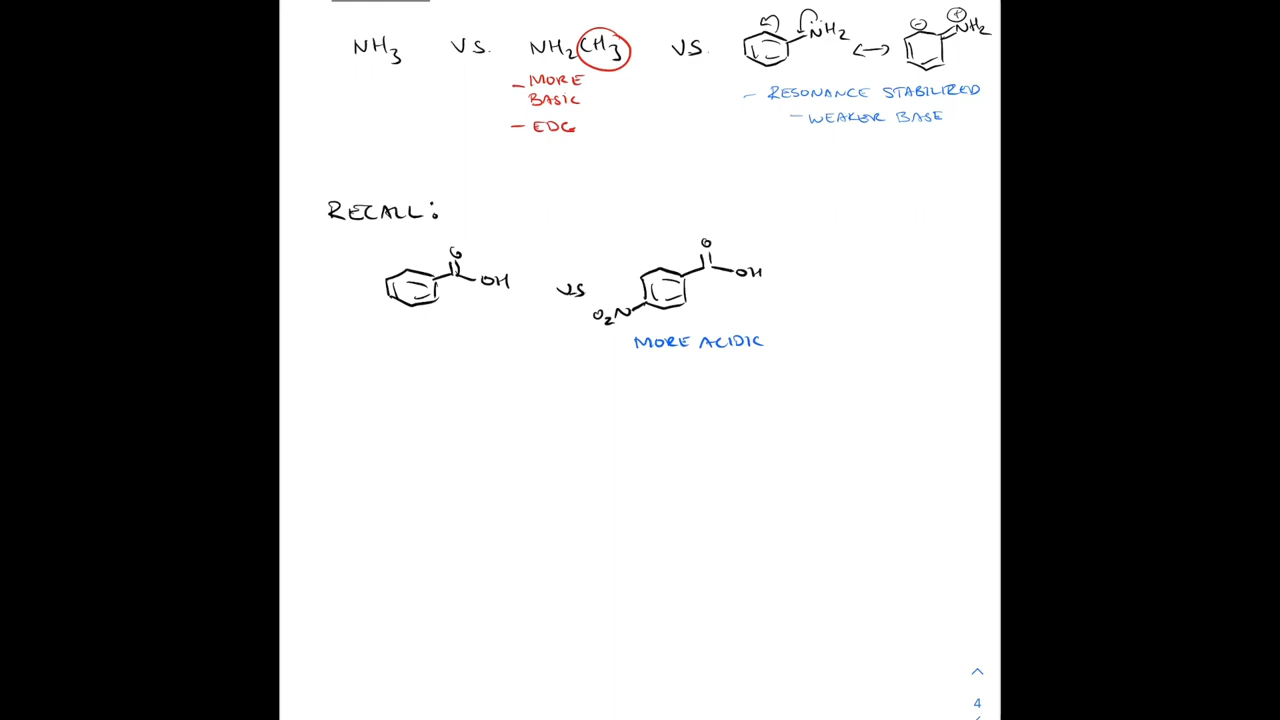 NH3 VS. NH2CH3 VS. NH2 ⟷ NH2
- MORE BASIC
- EDG
- RESONANCE STABILIZED
- WEAKER BASE
RECALL:
O OH VS O2N O OH
MORE ACIDIC
4